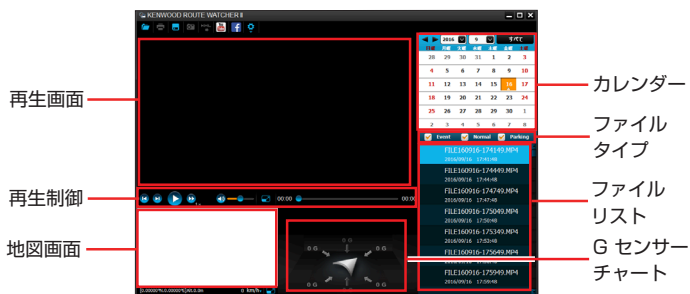 KENWOOD ROUTE WATCHER II
2016 9 すべて
28 29 30 31 1 2 3
4 5 6 7 8 9 10
11 12 13 14 15 16 17
18 19 20 21 22 23 24
25 26 27 28 29 30 1
2 3 4 5 6 7 8
Event Normal Parking
FILE160916-174149.MP4
2016/09/16 17:41:49
FILE160916-174449.MP4
2016/09/16 17:44:49
FILE160916-174749.MP4
2016/09/16 17:47:49
FILE160916-175049.MP4
2016/09/16 17:50:49
FILE160916-175349.MP4
2016/09/16 17:53:49
FILE160916-175649.MP4
2016/09/16 17:56:49
FILE160916-175949.MP4
2016/09/16 17:59:49
00:00 00:00
0 G
0 G 0 G
0 G 0 G
0 km/h
再生画面
再生制御
地図画面
カレンダー
ファイル
タイプ
ファイル
リスト
G センサー
チャート